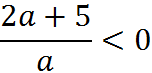 (2a + 5)/a < 0